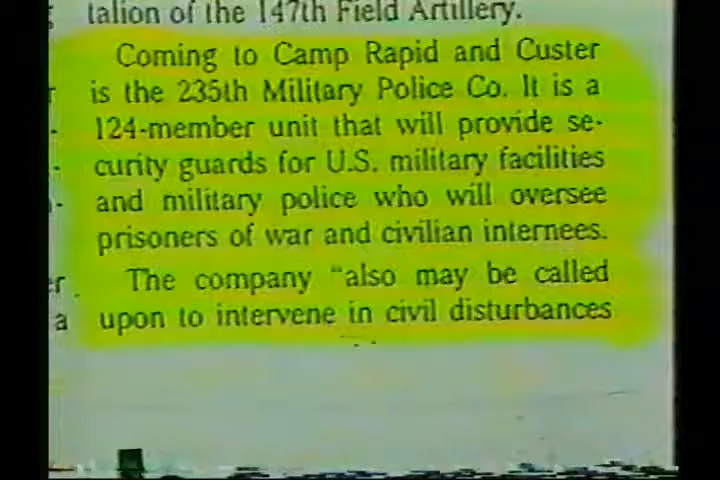 talion of the 147th Field Artillery.
Coming to Camp Rapid and Custer
is the 235th Military Police Co. It is a
124-member unit that will provide se-
curity guards for U.S. military facilities
and military police who will oversee
prisoners of war and civilian internees.
er The company "also may be called
a upon to intervene in civil disturbances